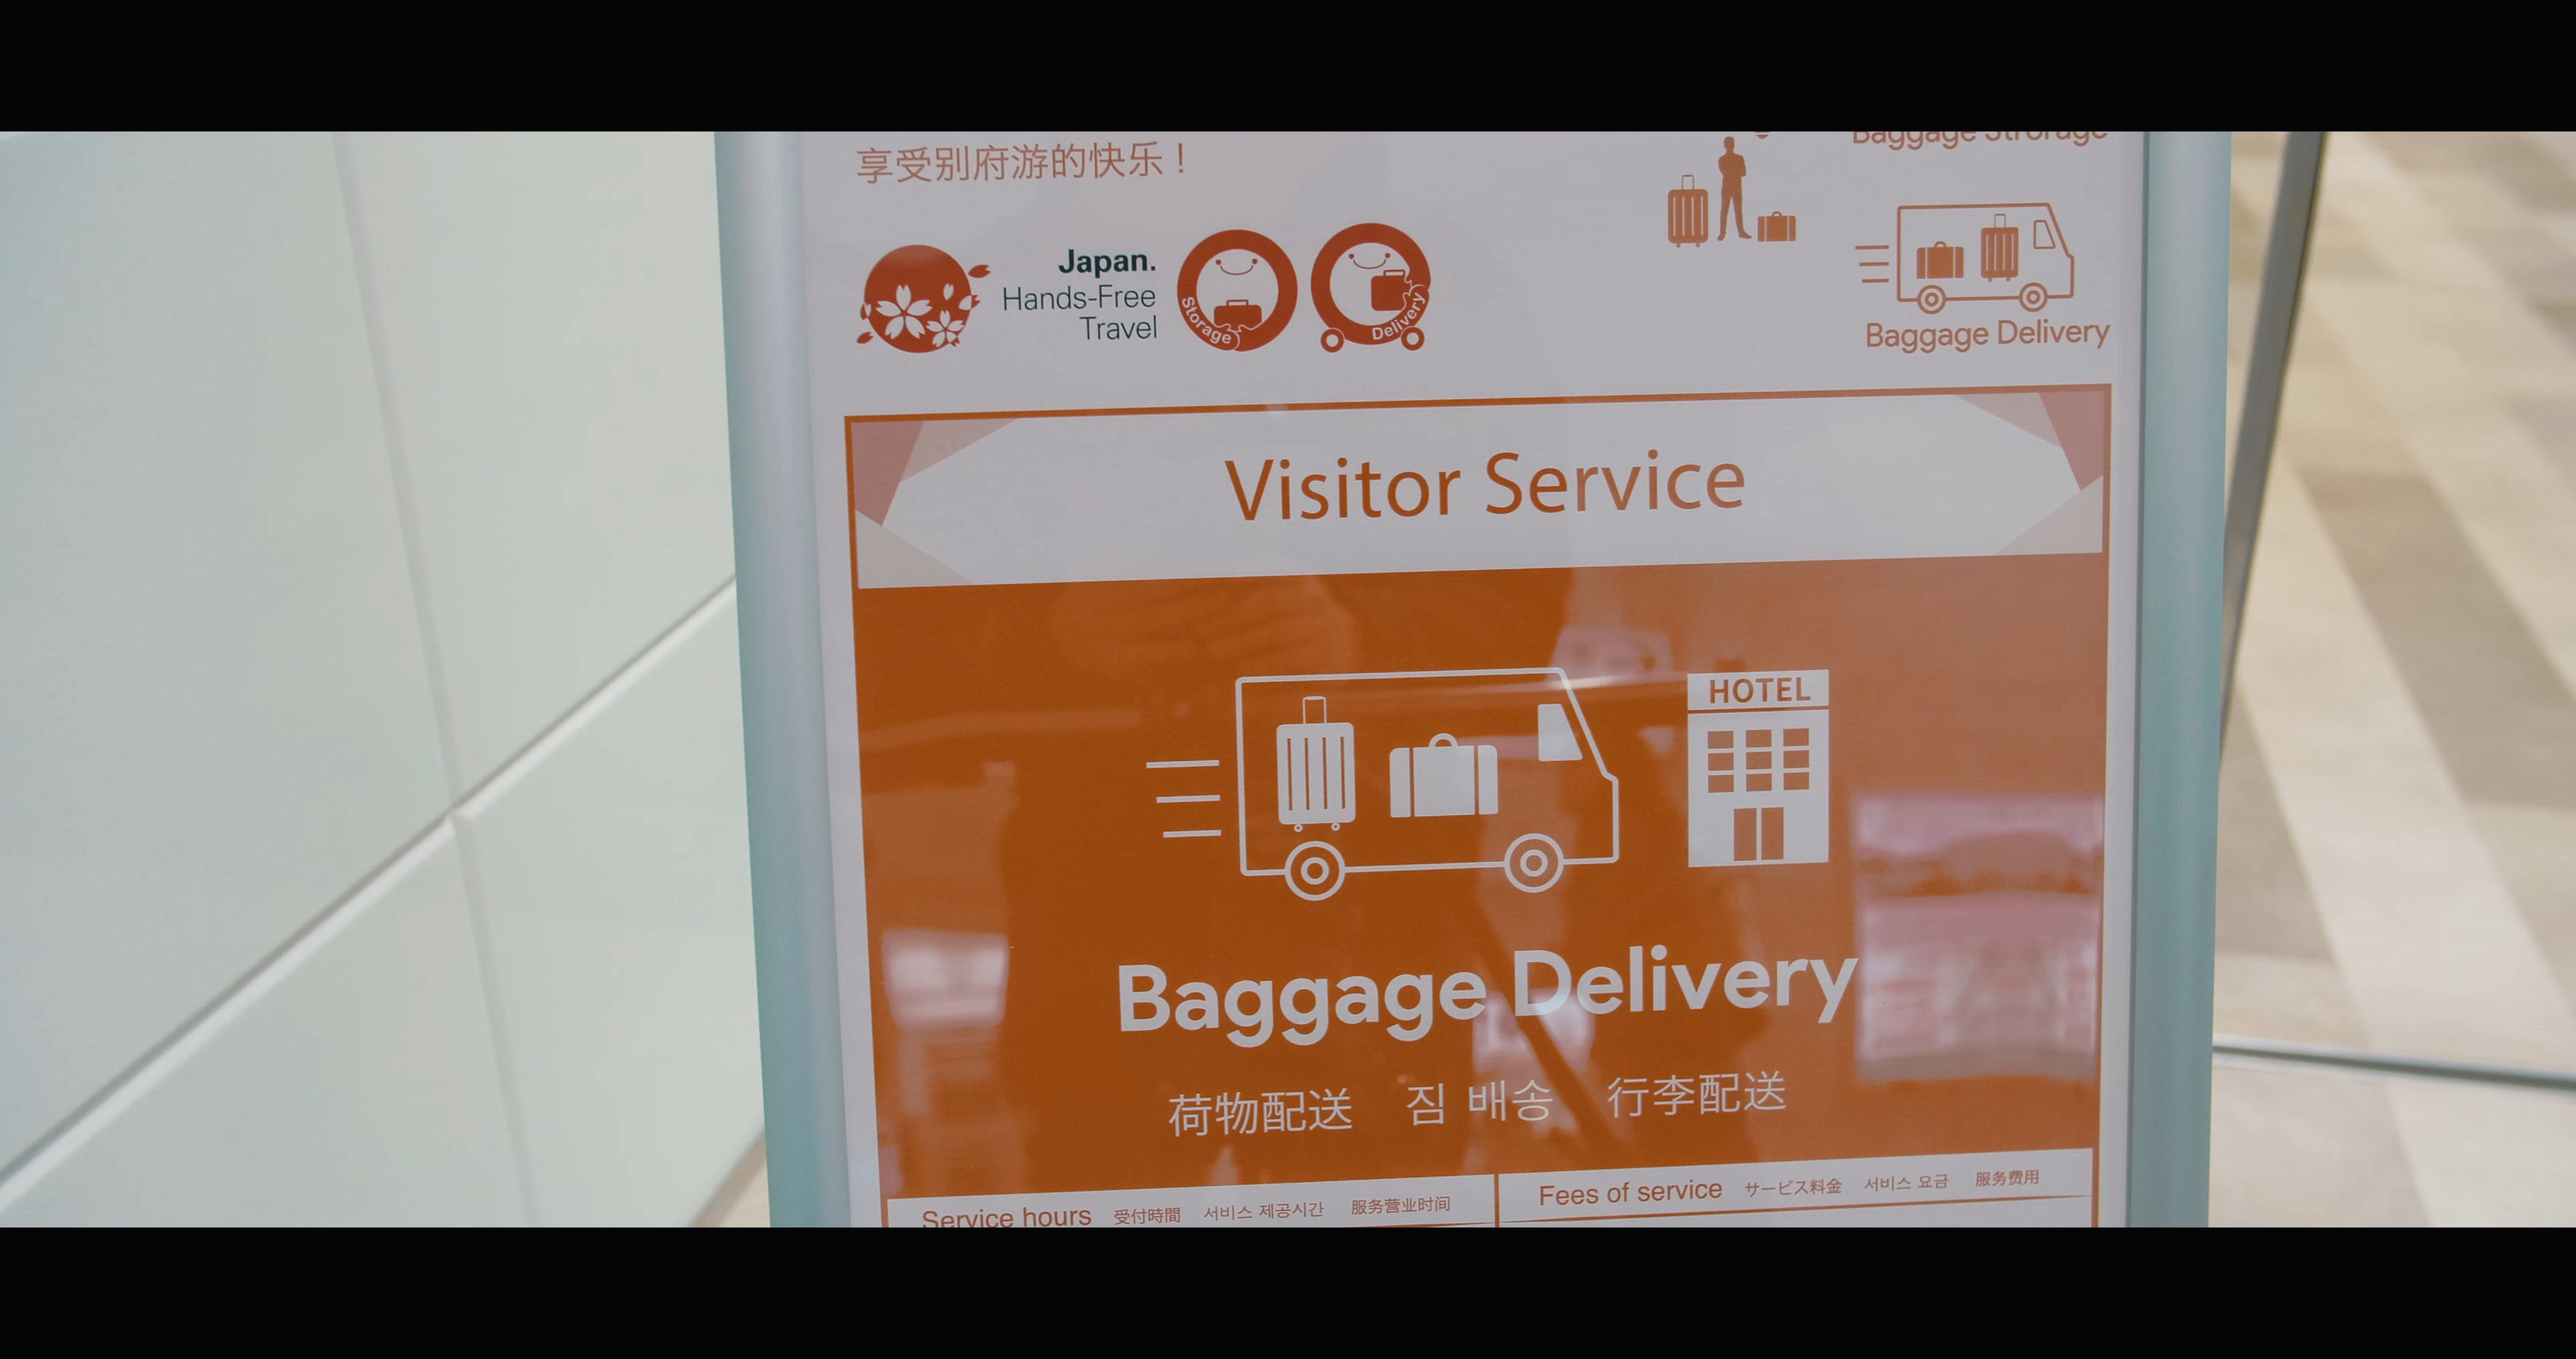 享受别府游的快乐！
Baggage Strorage
Japan.
Hands-Free
Travel
Storage
Delivery
Baggage Delivery
Visitor Service
HOTEL
Baggage Delivery
荷物配送 짐 배송 行李配送
Service hours 受付時間 서비스 제공시간 服务营业时间
Fees of service サービス料金 서비스 요금 服务费用